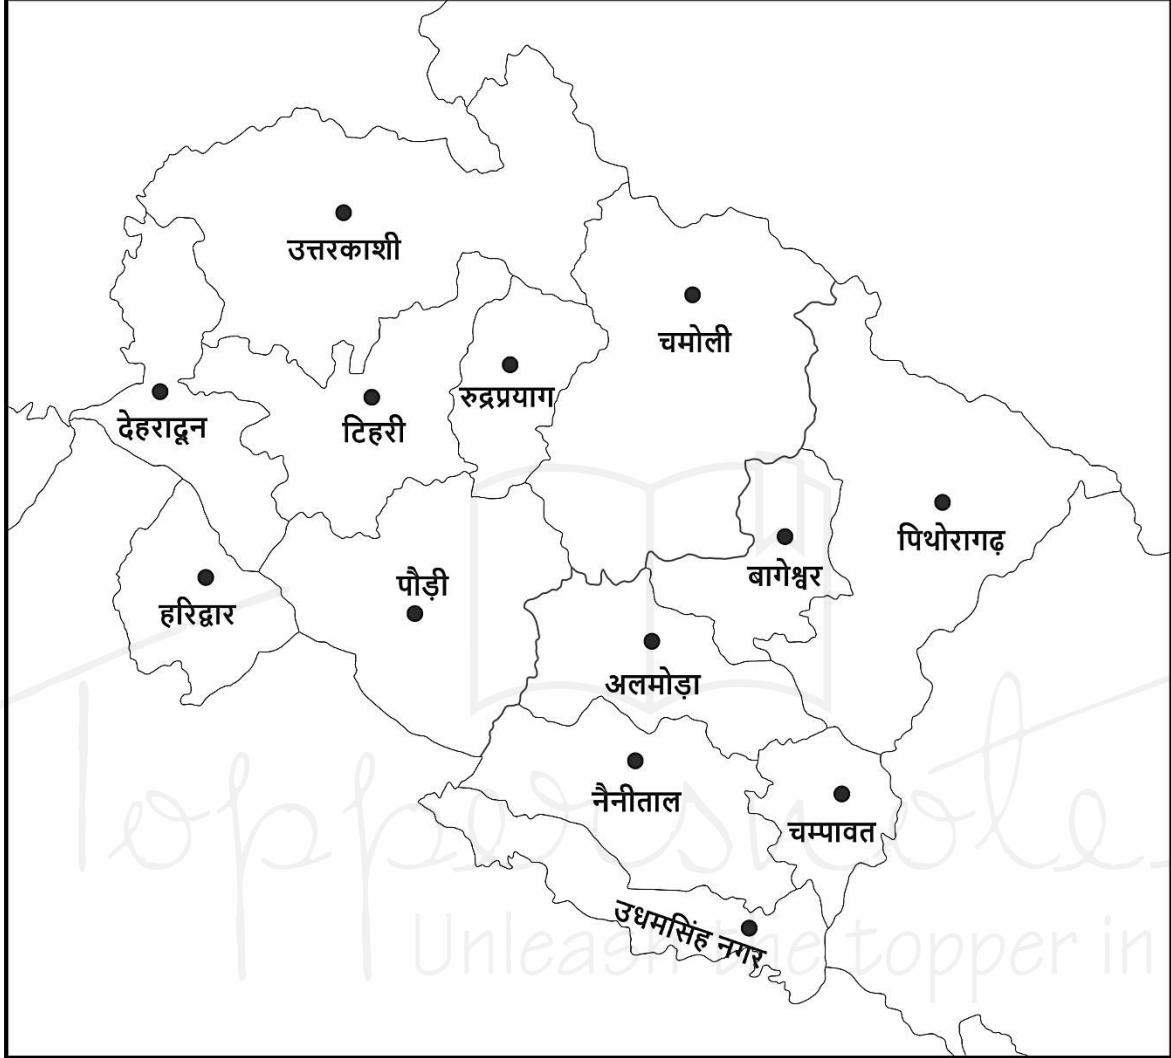 उत्तरकाशी
चमोली
रुद्रप्रयाग
देहरादून
टिहरी
पिथोरागढ़
बागेश्वर
पौड़ी
हरिद्वार
अलमोड़ा
नैनीताल
चम्पावत
उधमसिंह नगर
Toppersnote
Unleash the topper in